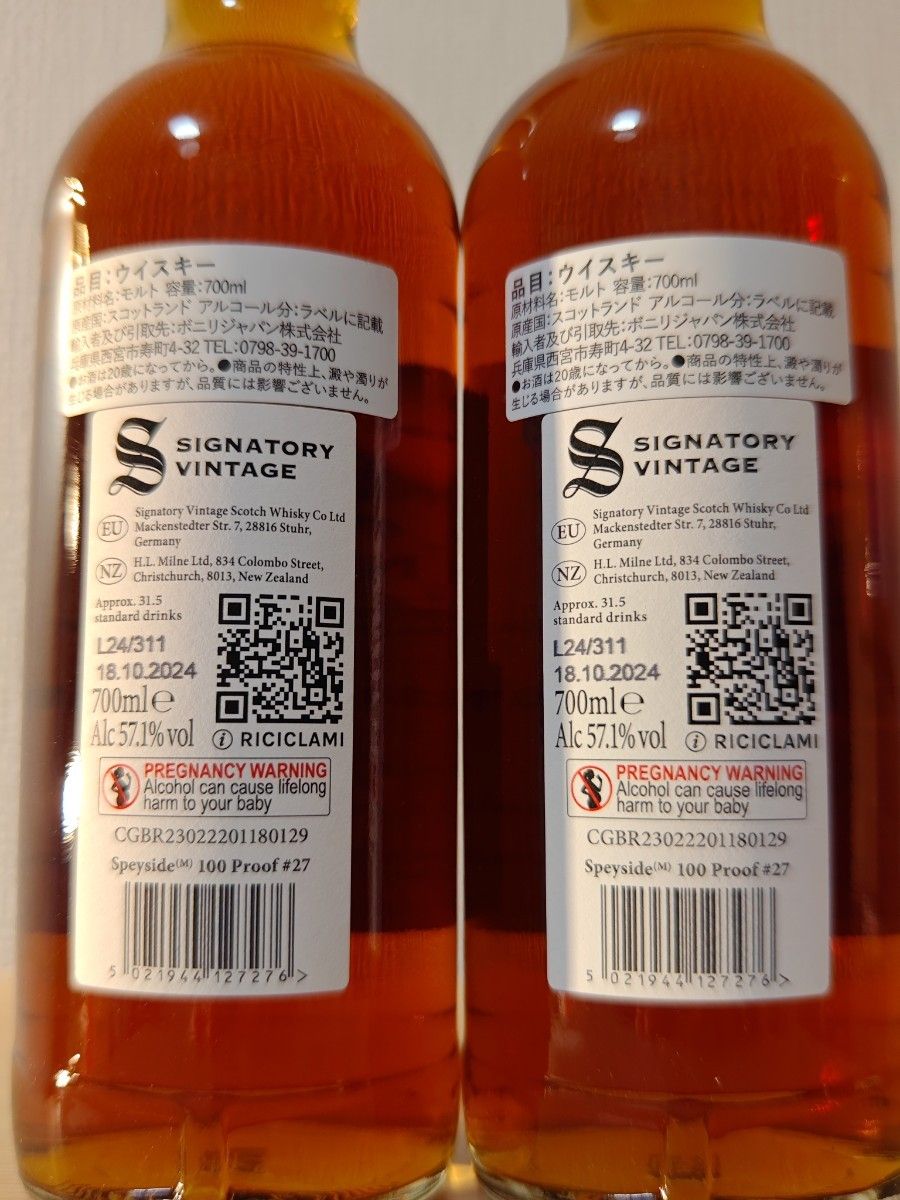 品目:ウイスキー
原材料名:モルト 容量:700ml
原産国:スコットランド アルコール分:ラベルに記載
輸入者及び引取先:ボニリジャパン株式会社
兵庫県西宮市寿町4-32 TEL:0798-39-1700
●お酒は20歳になってから。●商品の特性上、澱や濁りが
生じる場合がありますが、品質には影響ございません。
S SIGNATORY
VINTAGE
EU Signatory Vintage Scotch Whisky Co Ltd
Mackenstedter Str. 7, 28816 Stuhr,
Germany
NZ H.L. Milne Ltd, 834 Colombo Street,
Christchurch, 8013, New Zealand
Approx. 31.5
standard drinks
L24/311
18.10.2024
700ml℮
Alc 57.1% vol
i RICICLAMI
PREGNANCY WARNING
Alcohol can cause lifelong
harm to your baby
CGBR23022201180129
Speyside(M) 100 Proof #27
5 021944 127276 >
品目:ウイスキー
原材料名:モルト 容量:700ml
原産国:スコットランド アルコール分:ラベルに記載
輸入者及び引取先:ボニリジャパン株式会社
兵庫県西宮市寿町4-32 TEL:0798-39-1700
●お酒は20歳になってから。●商品の特性上、澱や濁りが
生じる場合がありますが、品質には影響ございません。
S SIGNATORY
VINTAGE
EU Signatory Vintage Scotch Whisky Co Ltd
Mackenstedter Str. 7, 28816 Stuhr,
Germany
NZ H.L. Milne Ltd, 834 Colombo Street,
Christchurch, 8013, New Zealand
Approx. 31.5
standard drinks
L24/311
18.10.2024
700ml℮
Alc 57.1% vol
i RICICLAMI
PREGNANCY WARNING
Alcohol can cause lifelong
harm to your baby
CGBR23022201180129
Speyside(M) 100 Proof #27
5 021944 127276 >